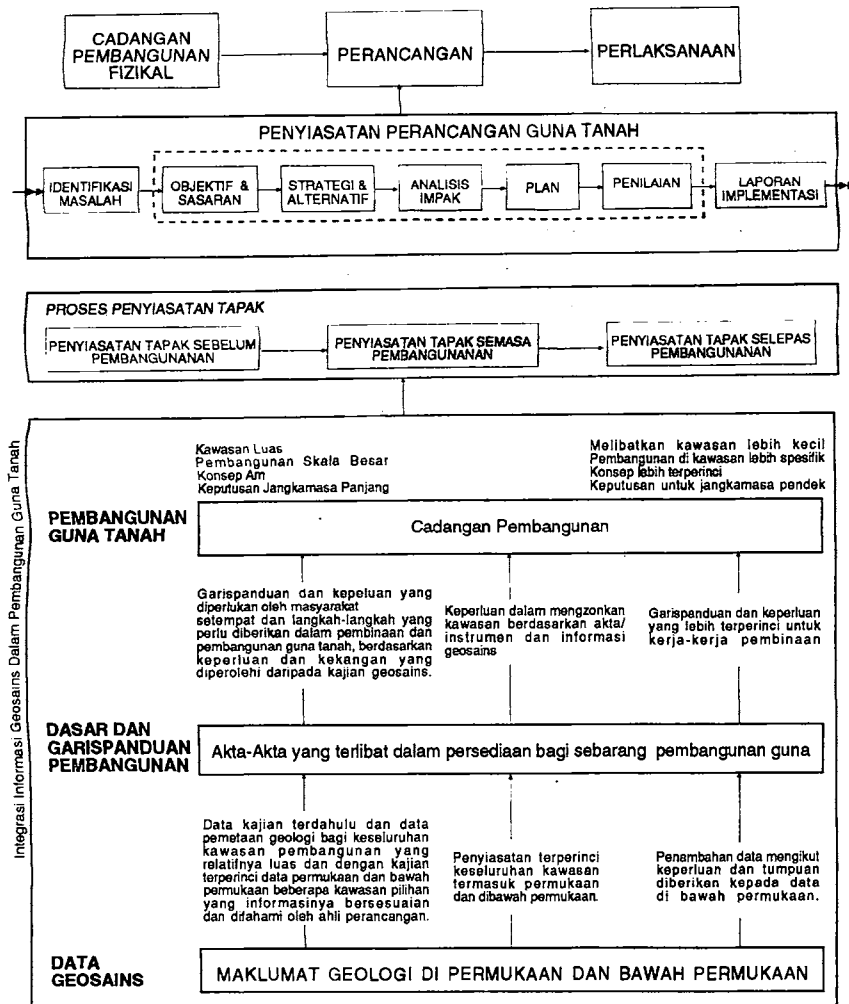 CADANGAN
PEMBANGUNAN
FIZIKAL
PERANCANGAN
PERLAKSANAAN
PENYIASATAN PERANCANGAN GUNA TANAH
IDENTIFIKASI
MASALAH
OBJEKTIF &
SASARAN
STRATEGI &
ALTERNATIF
ANALISIS
IMPAK
PLAN
PENILAIAN
LAPORAN
IMPLEMENTASI
PROSES PENYIASATAN TAPAK
PENYIASATAN TAPAK SEBELUM
PEMBANGUNANAN
PENYIASATAN TAPAK SEMASA
PEMBANGUNANAN
PENYIASATAN TAPAK SELEPAS
PEMBANGUNANAN
Integrasi Informasi Geosains Dalam Pembangunan Guna Tanah
Kawasan Luas
Pembangunan Skala Besar
Konsep Am
Keputusan Jangkamasa Panjang
Melibatkan kawasan lebih kecil
Pembangunan di kawasan lebih spesifik
Konsep lebih terperinci
Keputusan untuk jangkamasa pendek
PEMBANGUNAN
GUNA TANAH
Cadangan Pembangunan
Garispanduan dan kepeluan yang
diperlukan oleh masyarakat
setempat dan langkah-langkah yang
perlu diberikan dalam pembinaan dan
pembangunan guna tanah, berdasarkan
keperluan dan kekangan yang
diperolehi daripada kajian geosains.
Keperluan dalam mengzonkan
kawasan berdasarkan akta/
instrumen dan informasi
geosains
Garispanduan dan keperluan
yang lebih terperinci untuk
kerja-kerja pembinaan
DASAR DAN
GARISPANDUAN
PEMBANGUNAN
Akta-Akta yang terlibat dalam persediaan bagi sebarang pembangunan guna
Data kajian terdahulu dan data
pemetaan geologi bagi keseluruhan
kawasan pembangunan yang
relatifnya luas dan dengan kajian
terperinci data permukaan dan bawah
permukaan beberapa kawasan pilihan
yang informasinya bersesuaian
dan difahami oleh ahli perancangan.
Penyiasatan terperinci
keseluruhan kawasan
termasuk permukaan
dan dibawah permukaan.
Penambahan data mengikut
keperluan dan tumpuan
diberikan kepada data
di bawah permukaan.
DATA
GEOSAINS
MAKLUMAT GEOLOGI DI PERMUKAAN DAN BAWAH PERMUKAAN